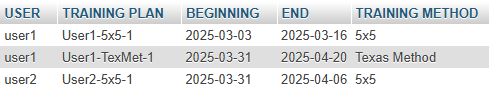 USER TRAINING PLAN BEGINNING END TRAINING METHOD
user1 User1-5x5-1 2025-03-03 2025-03-16 5x5
user1 User1-TexMet-1 2025-03-31 2025-04-20 Texas Method
user2 User2-5x5-1 2025-03-31 2025-04-06 5x5